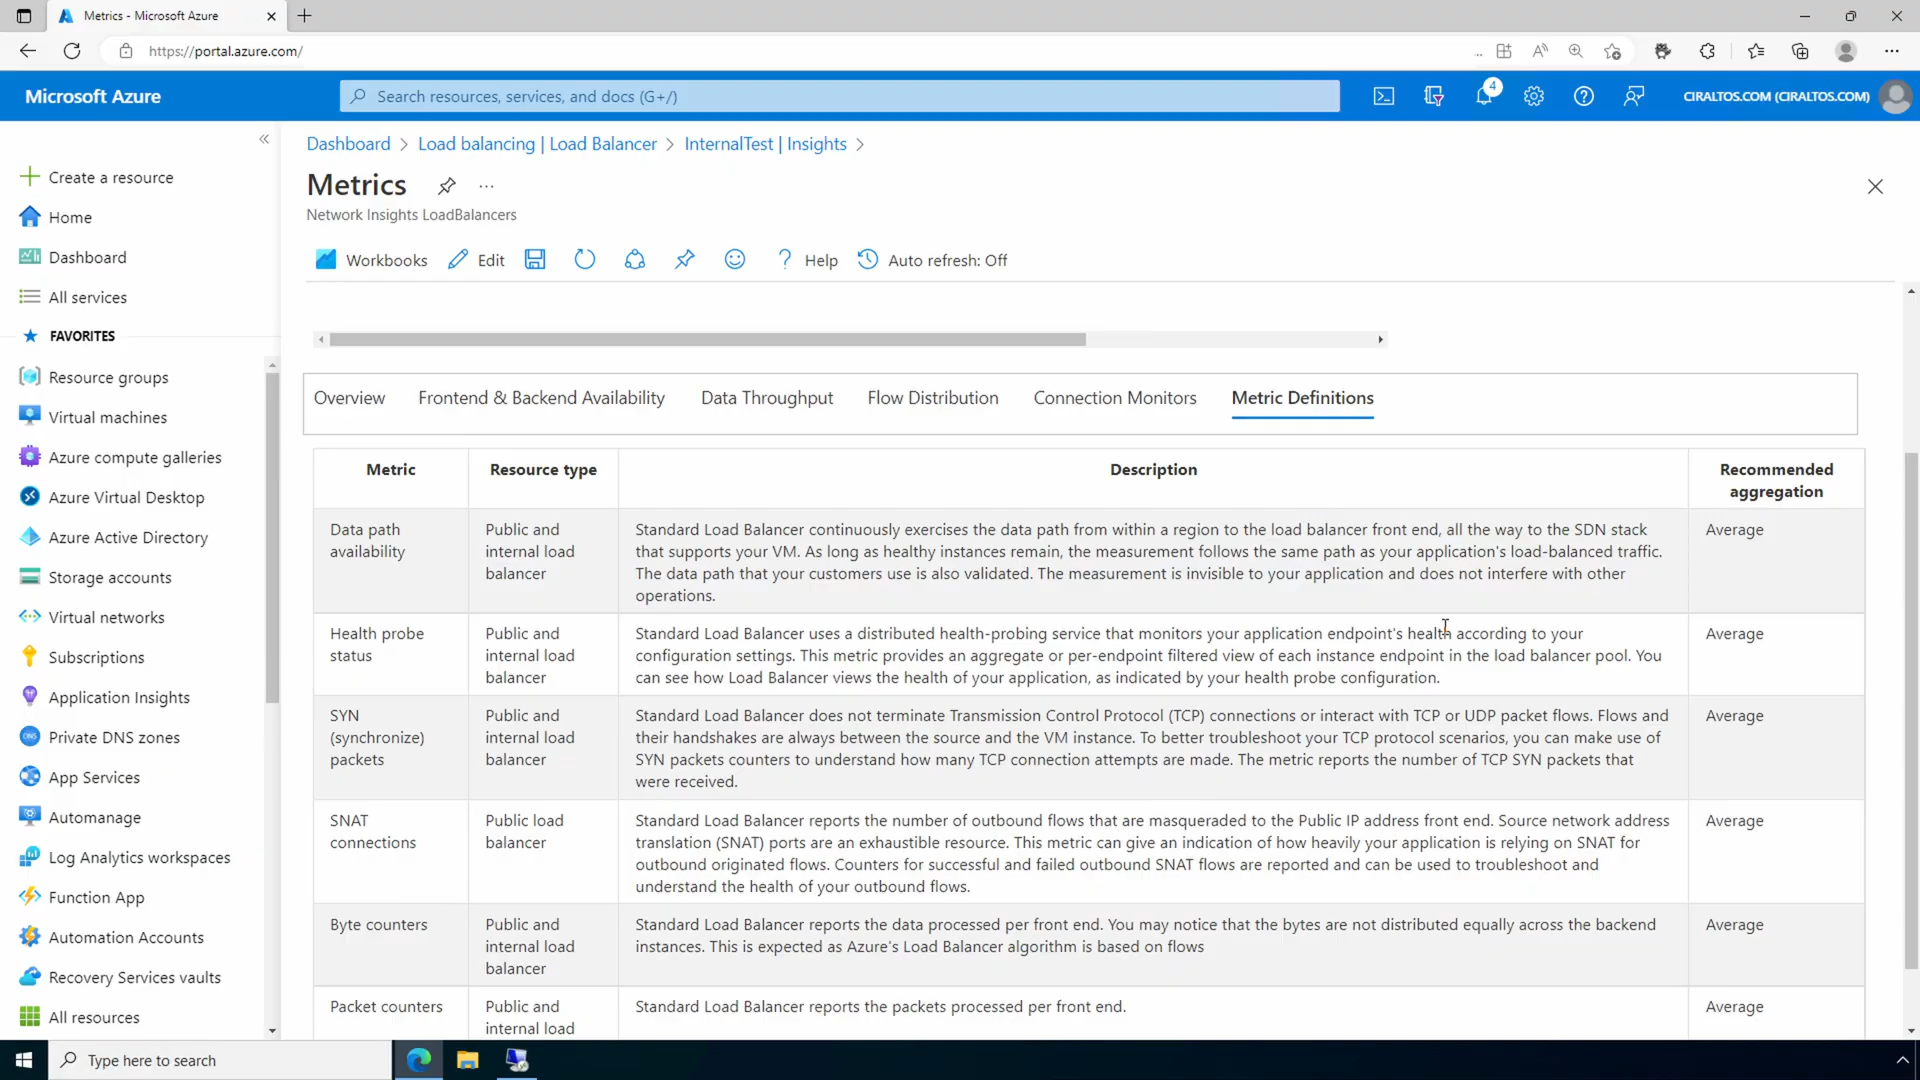 Metrics - Microsoft Azure
https://portal.azure.com/
Microsoft Azure
Search resources, services, and docs (G+/)
4
CIRALTOS.COM (CIRALTOS.COM)
Create a resource
Home
Dashboard
All services
FAVORITES
Resource groups
Virtual machines
Azure compute galleries
Azure Virtual Desktop
Azure Active Directory
Storage accounts
Virtual networks
Subscriptions
Application Insights
Private DNS zones
App Services
Automanage
Log Analytics workspaces
Function App
Automation Accounts
Recovery Services vaults
All resources
Dashboard > Load balancing | Load Balancer > InternalTest | Insights >
Metrics
Network Insights LoadBalancers
Workbooks Edit Help Auto refresh: Off
Overview Frontend & Backend Availability Data Throughput Flow Distribution Connection Monitors Metric Definitions
Metric Resource type Description Recommended
aggregation
Data path
availability
Public and
internal load
balancer
Standard Load Balancer continuously exercises the data path from within a region to the load balancer front end, all the way to the SDN stack
that supports your VM. As long as healthy instances remain, the measurement follows the same path as your application's load-balanced traffic.
The data path that your customers use is also validated. The measurement is invisible to your application and does not interfere with other
operations.
Average
Health probe
status
Public and
internal load
balancer
Standard Load Balancer uses a distributed health-probing service that monitors your application endpoint's health according to your
configuration settings. This metric provides an aggregate or per-endpoint filtered view of each instance endpoint in the load balancer pool. You
can see how Load Balancer views the health of your application, as indicated by your health probe configuration.
Average
SYN
(synchronize)
packets
Public and
internal load
balancer
Standard Load Balancer does not terminate Transmission Control Protocol (TCP) connections or interact with TCP or UDP packet flows. Flows and
their handshakes are always between the source and the VM instance. To better troubleshoot your TCP protocol scenarios, you can make use of
SYN packets counters to understand how many TCP connection attempts are made. The metric reports the number of TCP SYN packets that
were received.
Average
SNAT
connections
Public load
balancer
Standard Load Balancer reports the number of outbound flows that are masqueraded to the Public IP address front end. Source network address
translation (SNAT) ports are an exhaustible resource. This metric can give an indication of how heavily your application is relying on SNAT for
outbound originated flows. Counters for successful and failed outbound SNAT flows are reported and can be used to troubleshoot and
understand the health of your outbound flows.
Average
Byte counters
Public and
internal load
balancer
Standard Load Balancer reports the data processed per front end. You may notice that the bytes are not distributed equally across the backend
instances. This is expected as Azure's Load Balancer algorithm is based on flows
Average
Packet counters
Public and
internal load
Standard Load Balancer reports the packets processed per front end.
Average
Type here to search